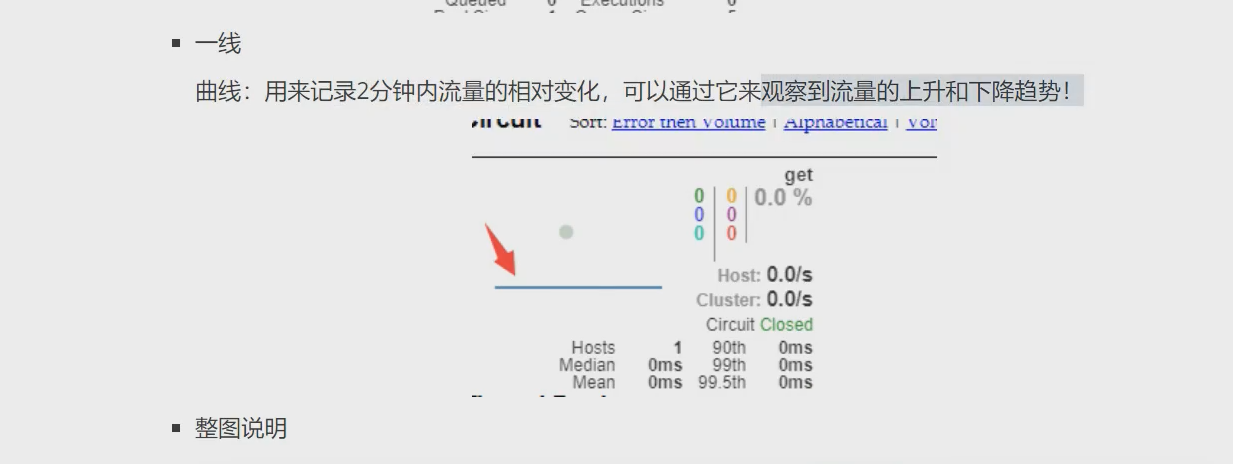 Queued 0 Executions 0
一线
曲线：用来记录2分钟内流量的相对变化，可以通过它来观察到流量的上升和下降趋势！
Circuit Sort: Error then Volume | Alphabetical |
get
0 0 0.0 %
0 0
0 0
Host: 0.0/s
Cluster: 0.0/s
Circuit Closed
Hosts 1 90th 0ms
Median 0ms 99th 0ms
Mean 0ms 99.5th 0ms
整图说明